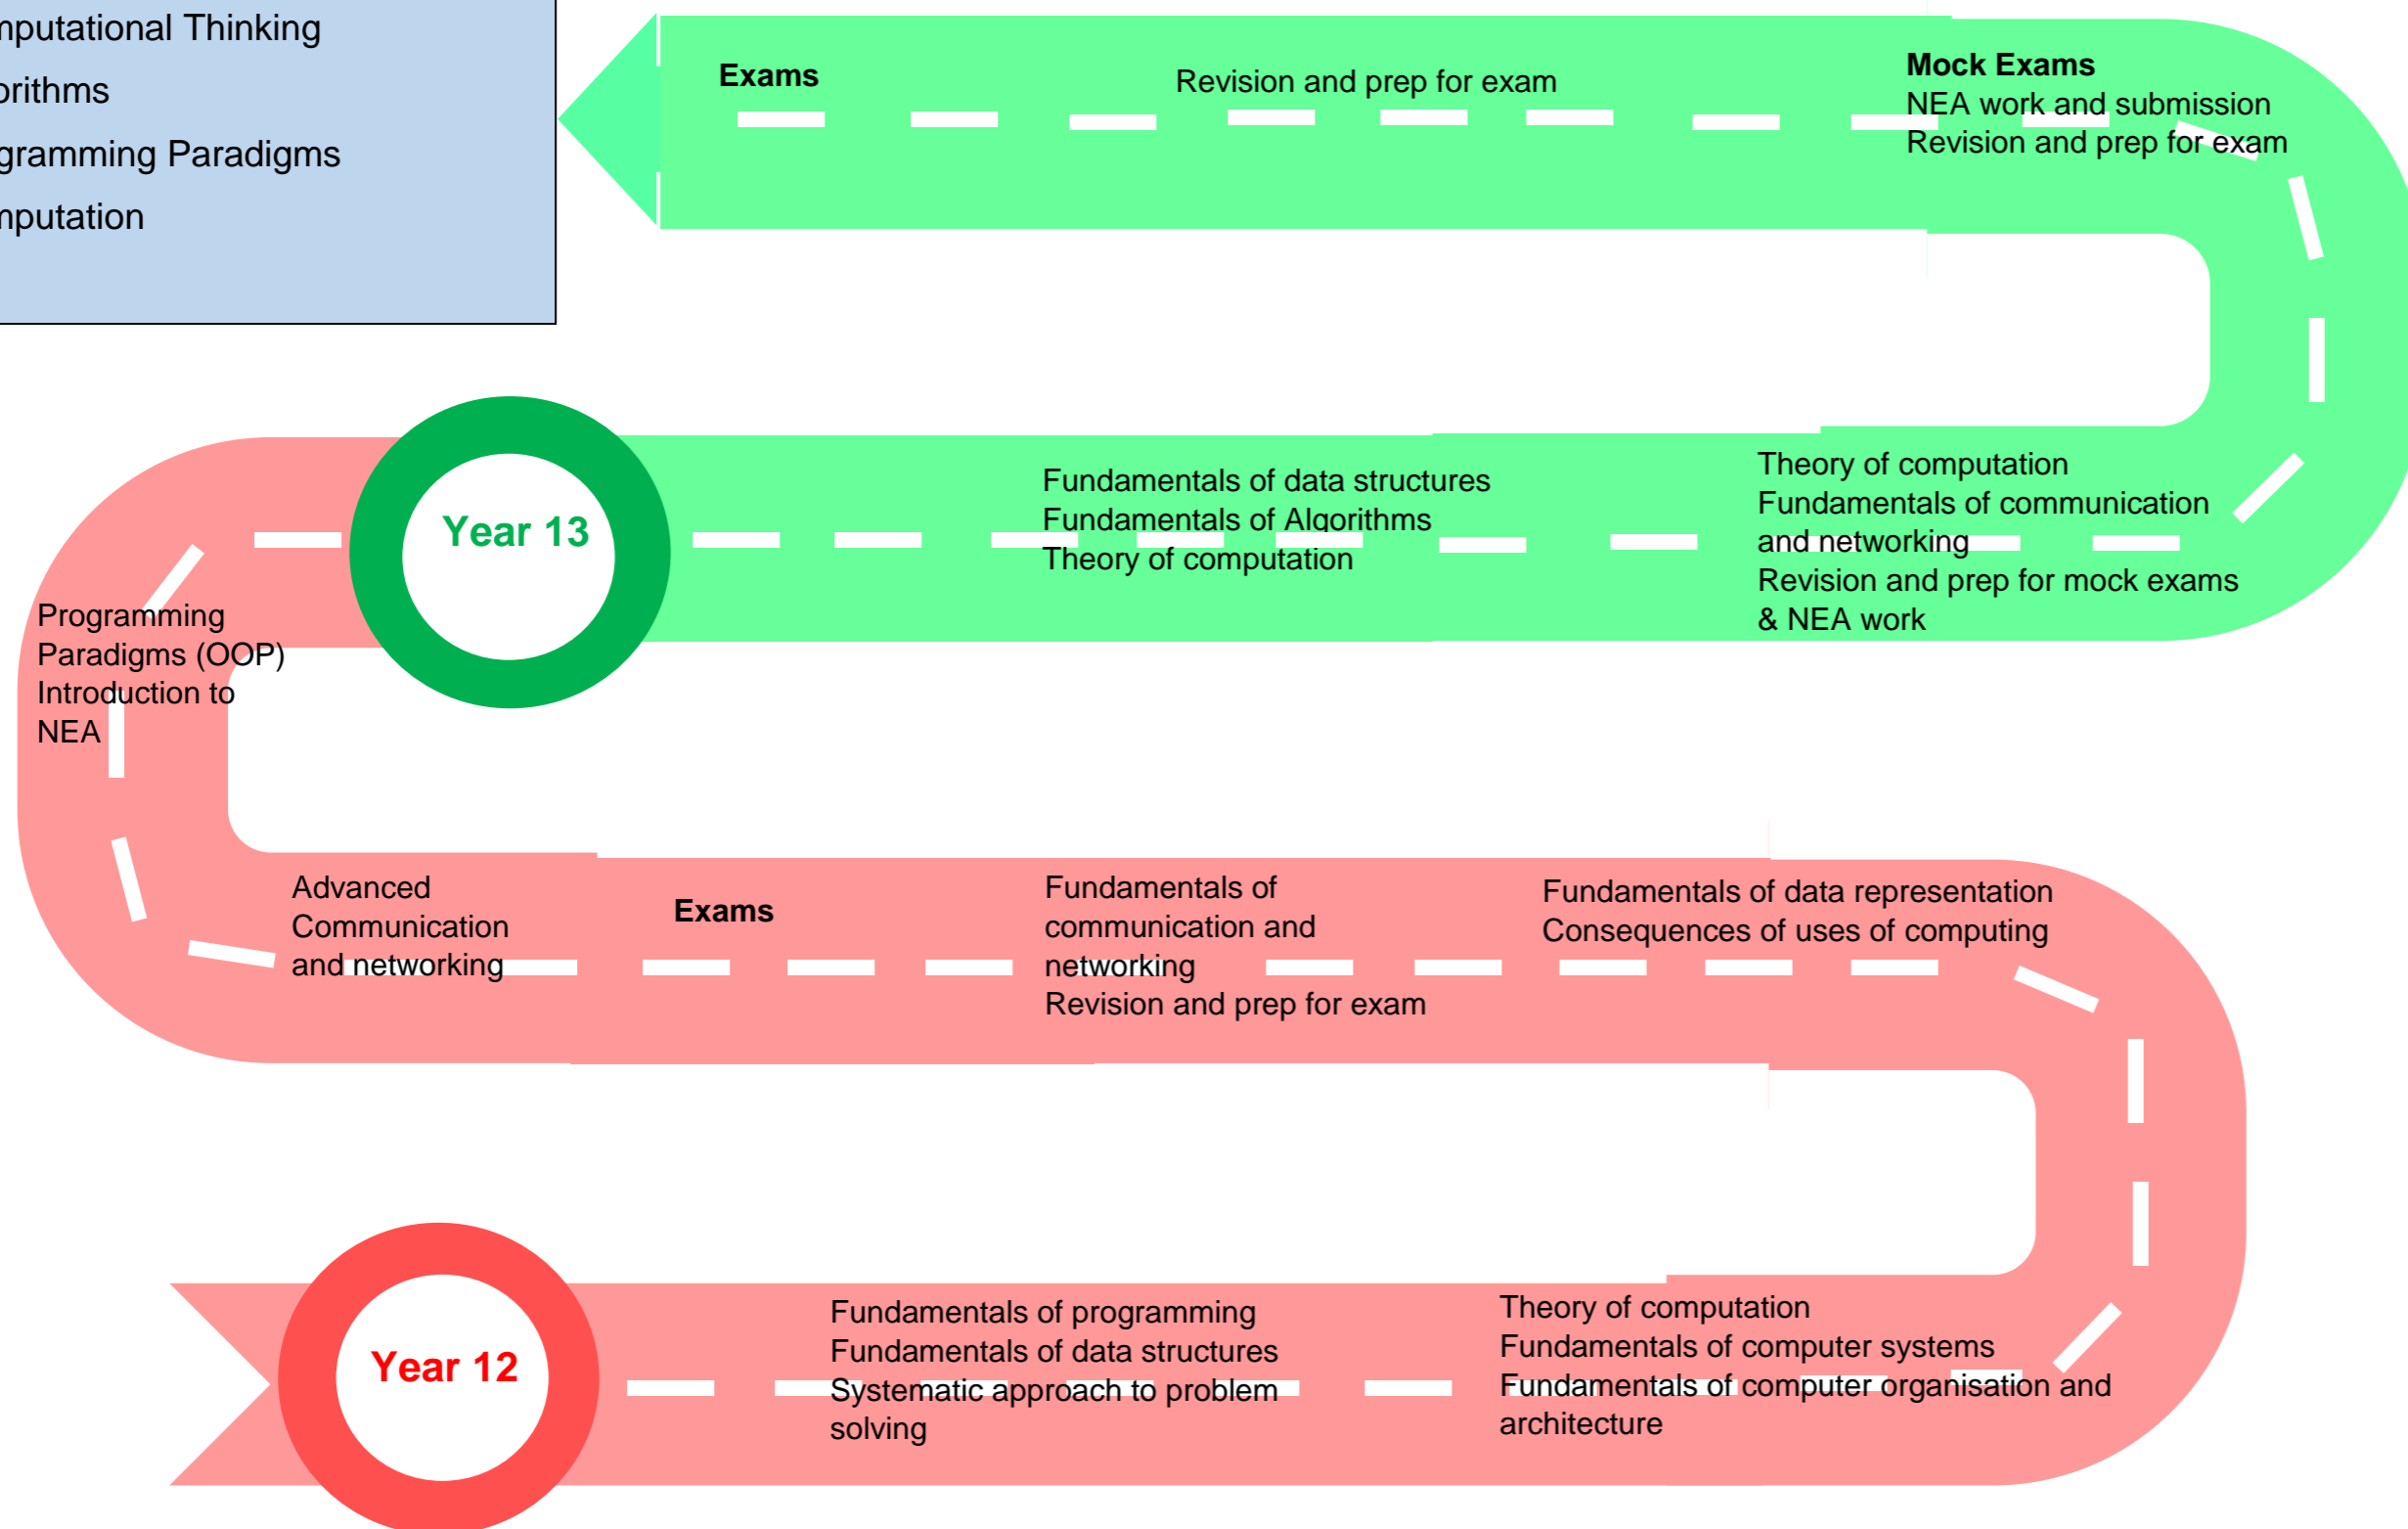 mputational Thinking
orithms
gramming Paradigms
mputation
Exams
Revision and prep for exam
Mock Exams
NEA work and submission
Revision and prep for exam
Year 13
Fundamentals of data structures
Fundamentals of Algorithms
Theory of computation
Theory of computation
Fundamentals of communication
and networking
Revision and prep for mock exams
& NEA work
Programming
Paradigms (OOP)
Introduction to
NEA
Advanced
Communication
and networking
Exams
Fundamentals of
communication and
networking
Revision and prep for exam
Fundamentals of data representation
Consequences of uses of computing
Year 12
Fundamentals of programming
Fundamentals of data structures
Systematic approach to problem
solving
Theory of computation
Fundamentals of computer systems
Fundamentals of computer organisation and
architecture